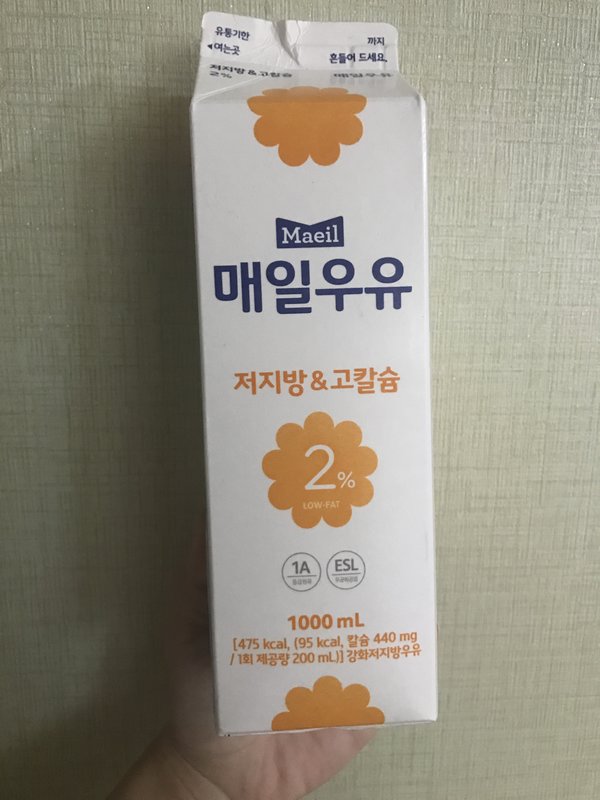 유통기한
까지
◀여는곳
흔들어 드세요.
저지방&고칼슘
2%
매일우유
Maeil
매일우유
저지방&고칼슘
2%
LOW-FAT
1A
ESL
1000 mL
[475 kcal, (95 kcal, 칼슘 440 mg
/ 1회 제공량 200 mL)] 강화저지방우유